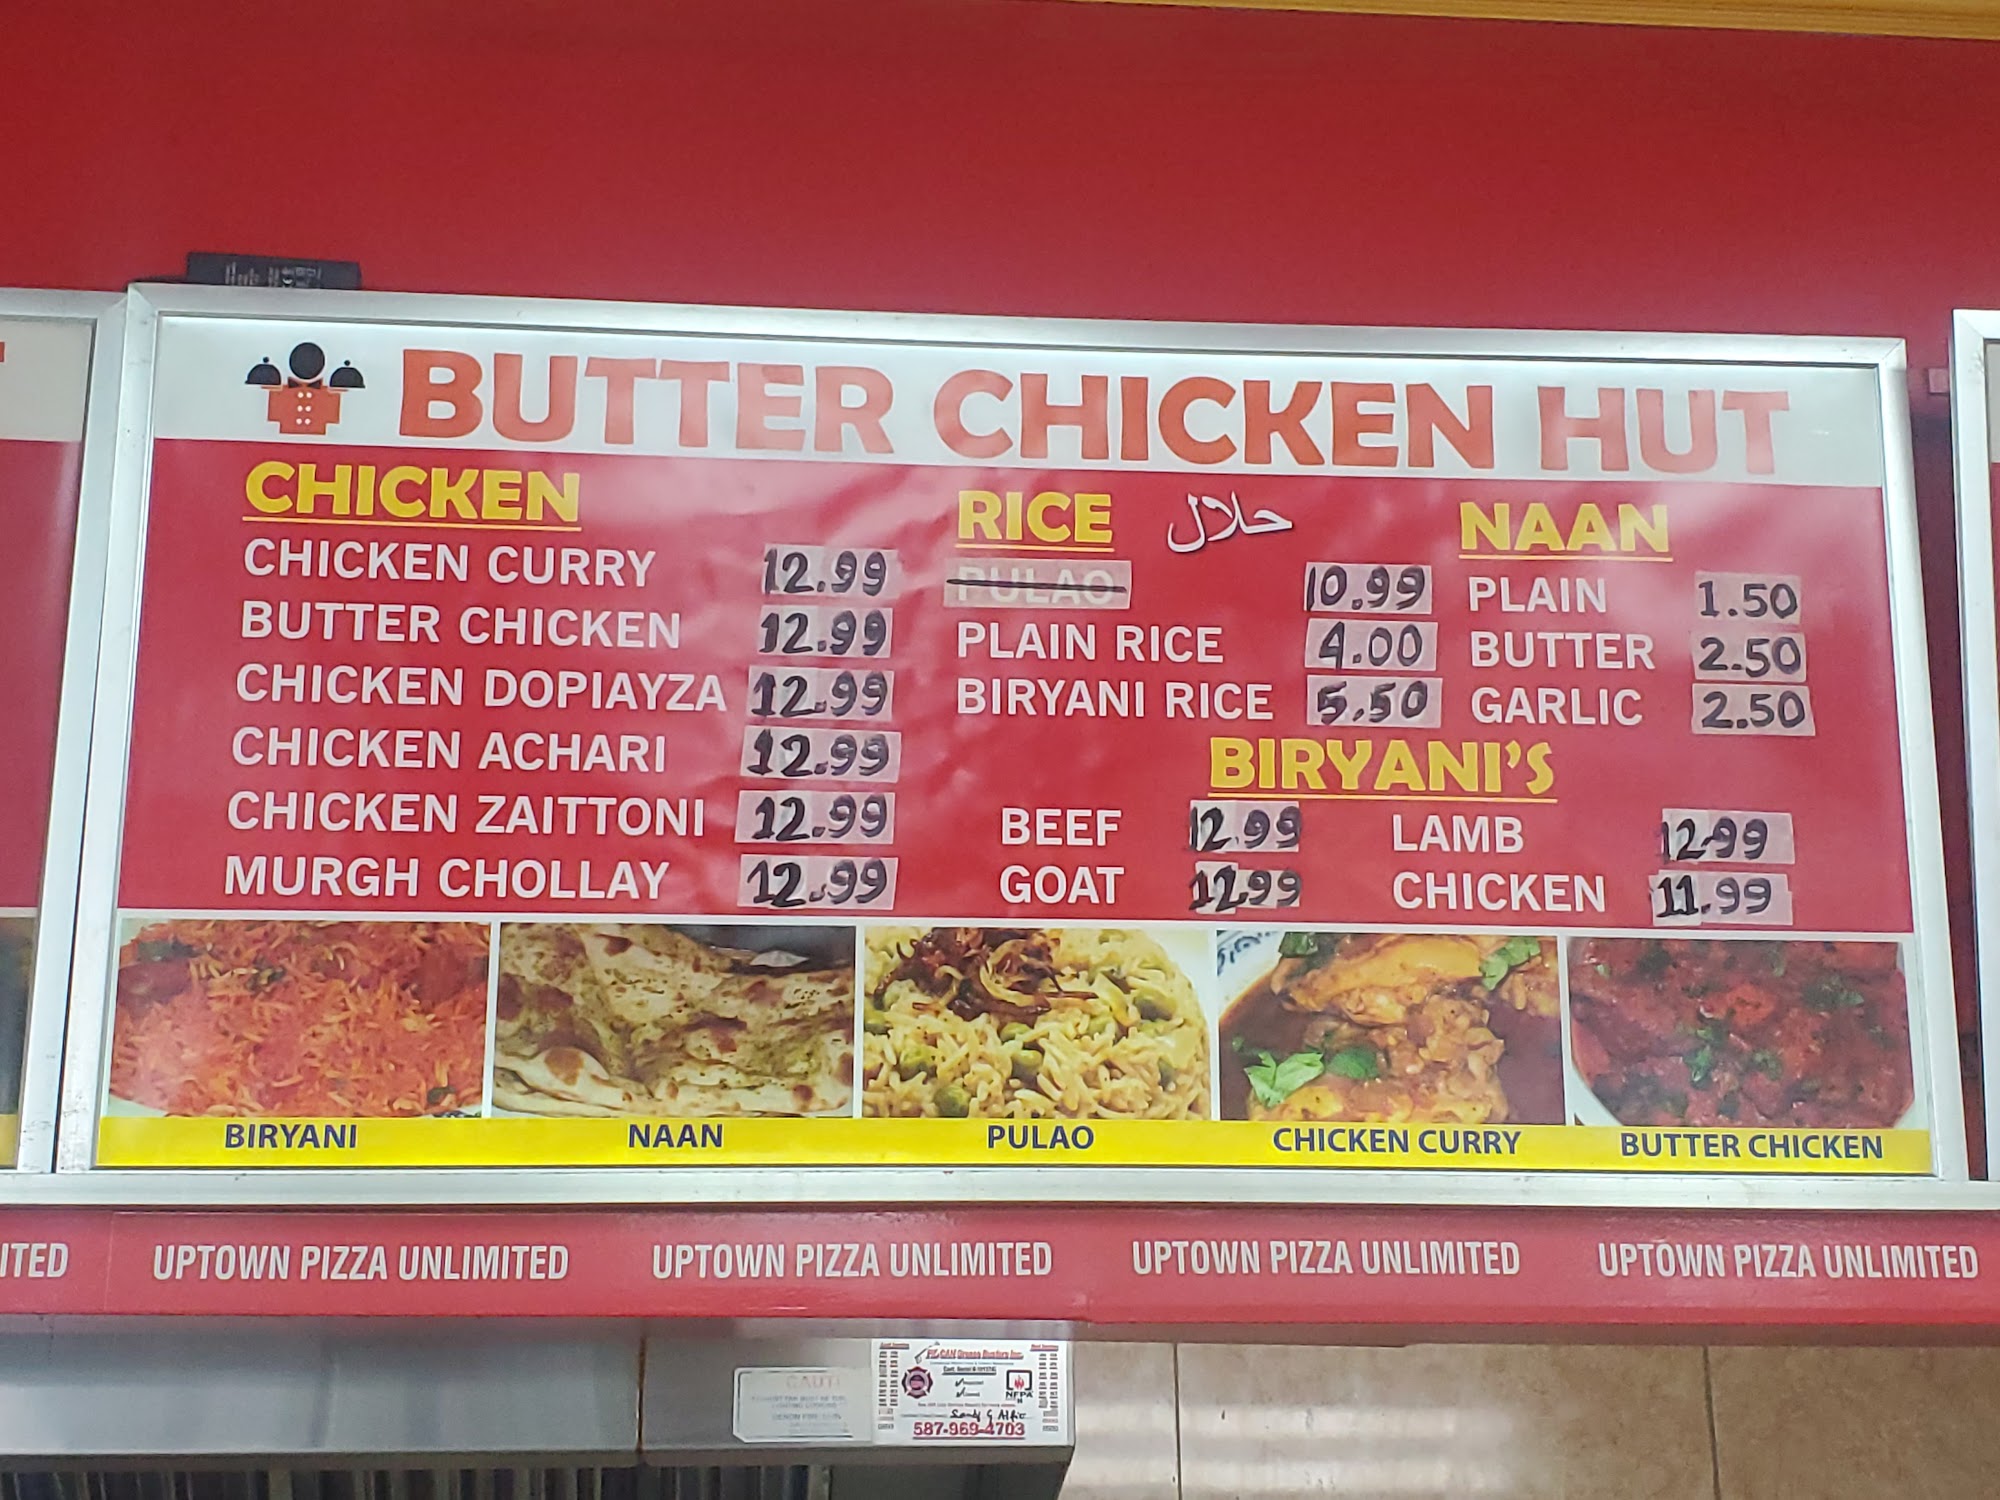 BUTTER CHICKEN HUT
CHICKEN
CHICKEN CURRY 12.99
BUTTER CHICKEN 12.99
CHICKEN DOPIAYZA 12.99
CHICKEN ACHARI 12.99
CHICKEN ZAITTONI 12.99
MURGH CHOLLAY 12.99
RICE حلال
PULAO 10.99
PLAIN RICE 4.00
BIRYANI RICE 5.50
NAAN
PLAIN 1.50
BUTTER 2.50
GARLIC 2.50
BIRYANI'S
BEEF 12.99 LAMB 12.99
GOAT 12.99 CHICKEN 11.99
BIRYANI NAAN PULAO CHICKEN CURRY BUTTER CHICKEN
ITED UPTOWN PIZZA UNLIMITED UPTOWN PIZZA UNLIMITED UPTOWN PIZZA UNLIMITED UPTOWN PIZZA UNLIMITED
NFPA
587-969-4703